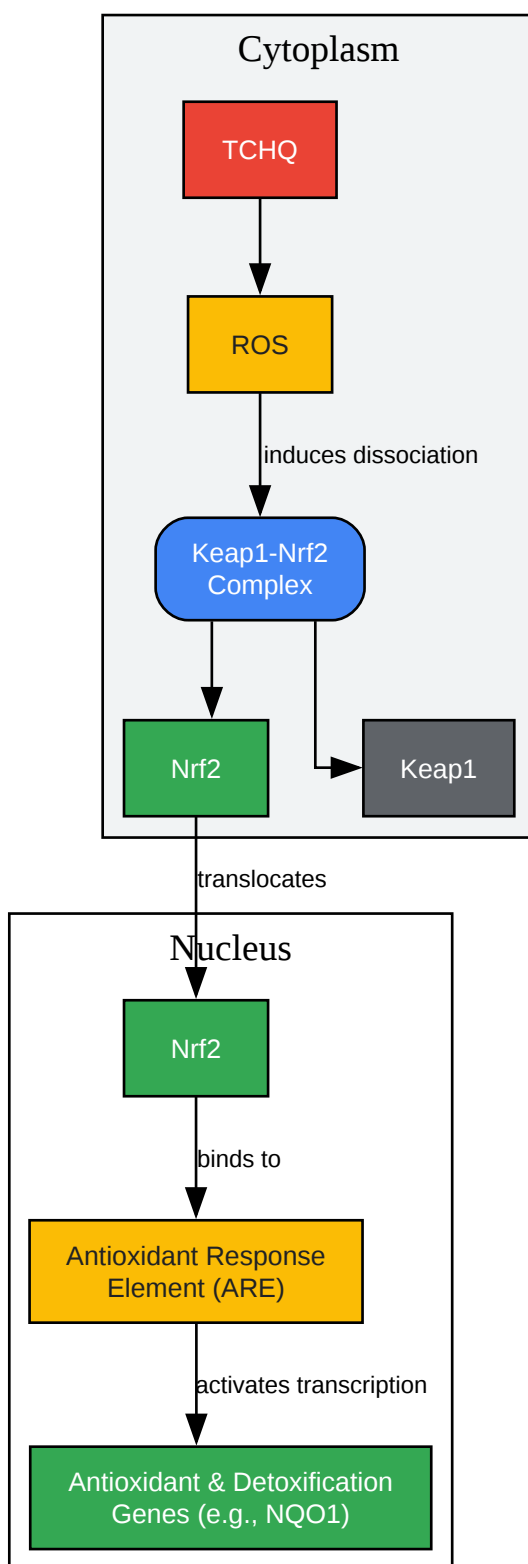 Cytoplasm
TCHQ
ROS
induces dissociation
Keap1-Nrf2
Complex
Nrf2
Keap1
translocates
Nucleus
Nrf2
binds to
Antioxidant Response
Element (ARE)
activates transcription
Antioxidant & Detoxification
Genes (e.g., NQO1)